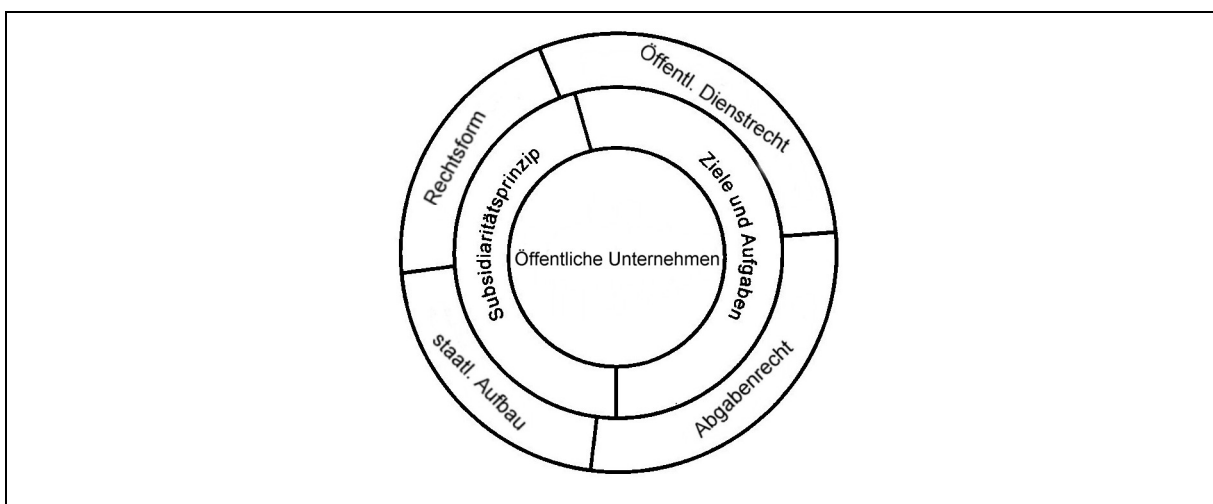 Öffentl. Dienstrecht
Rechtsform
Subsidiaritätsprinzip
Ziele und Aufgaben
Öffentliche Unternehmen
staatl. Aufbau
Abgabenrecht